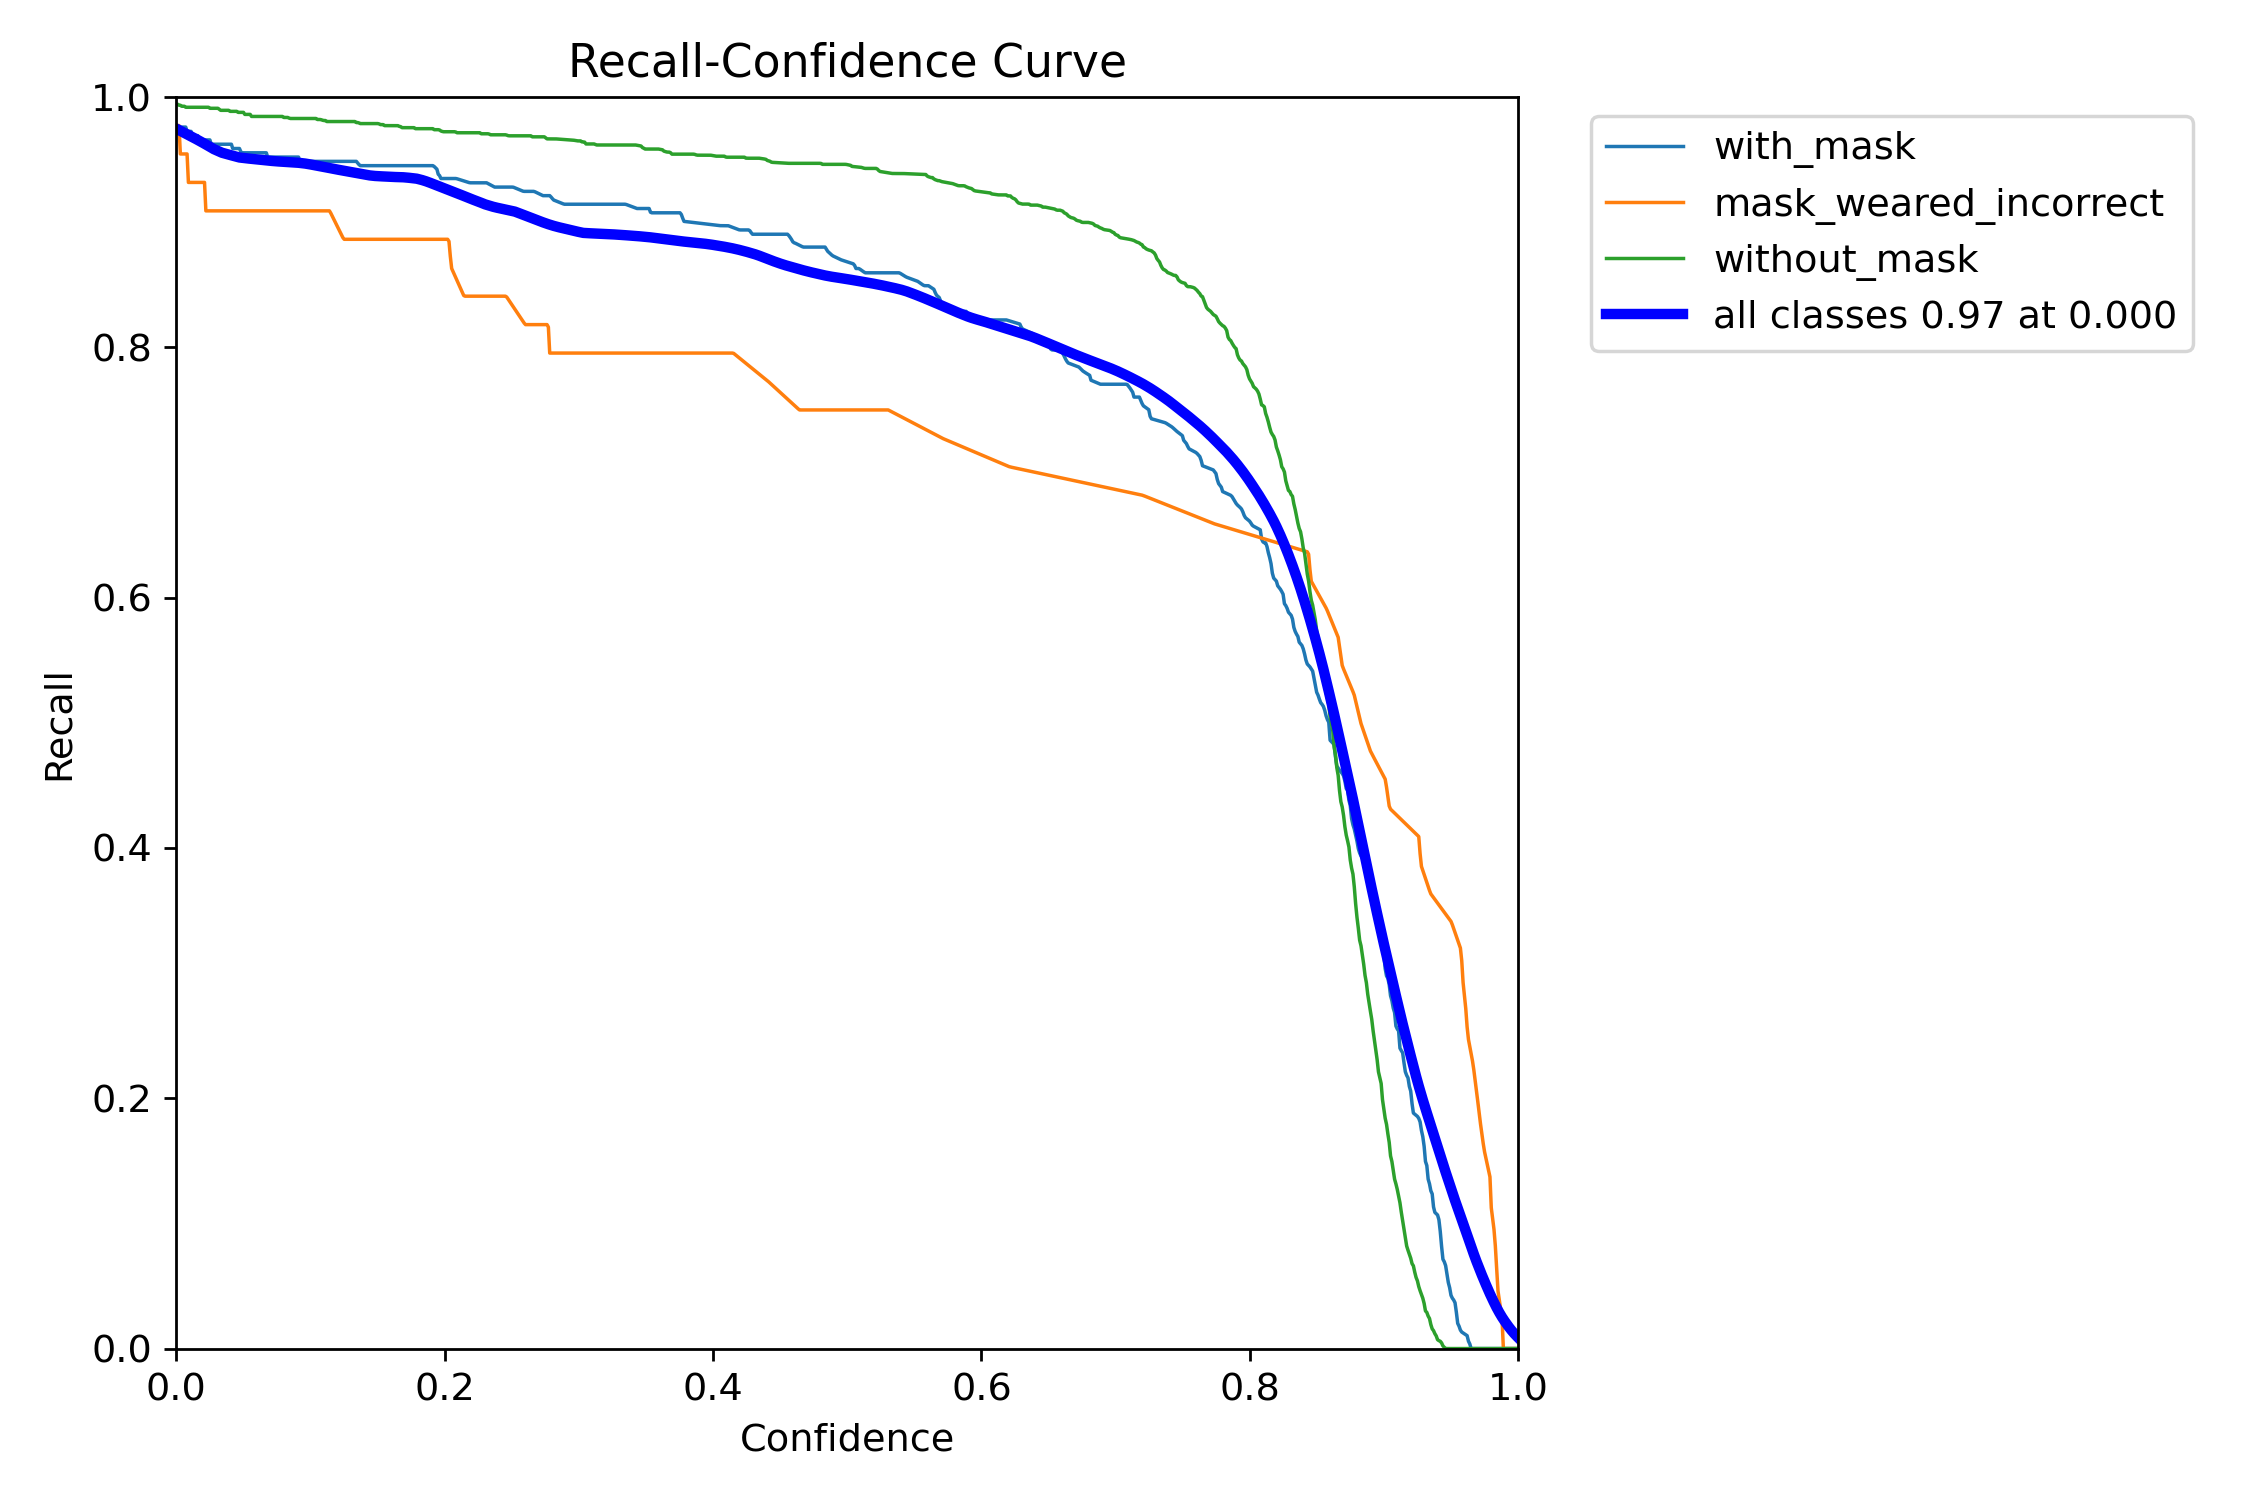 Recall-Confidence Curve
1.0
0.8
0.6
0.4
0.2
0.0
Recall
0.0 0.2 0.4 0.6 0.8 1.0
Confidence
with_mask
mask_weared_incorrect
without_mask
all classes 0.97 at 0.000